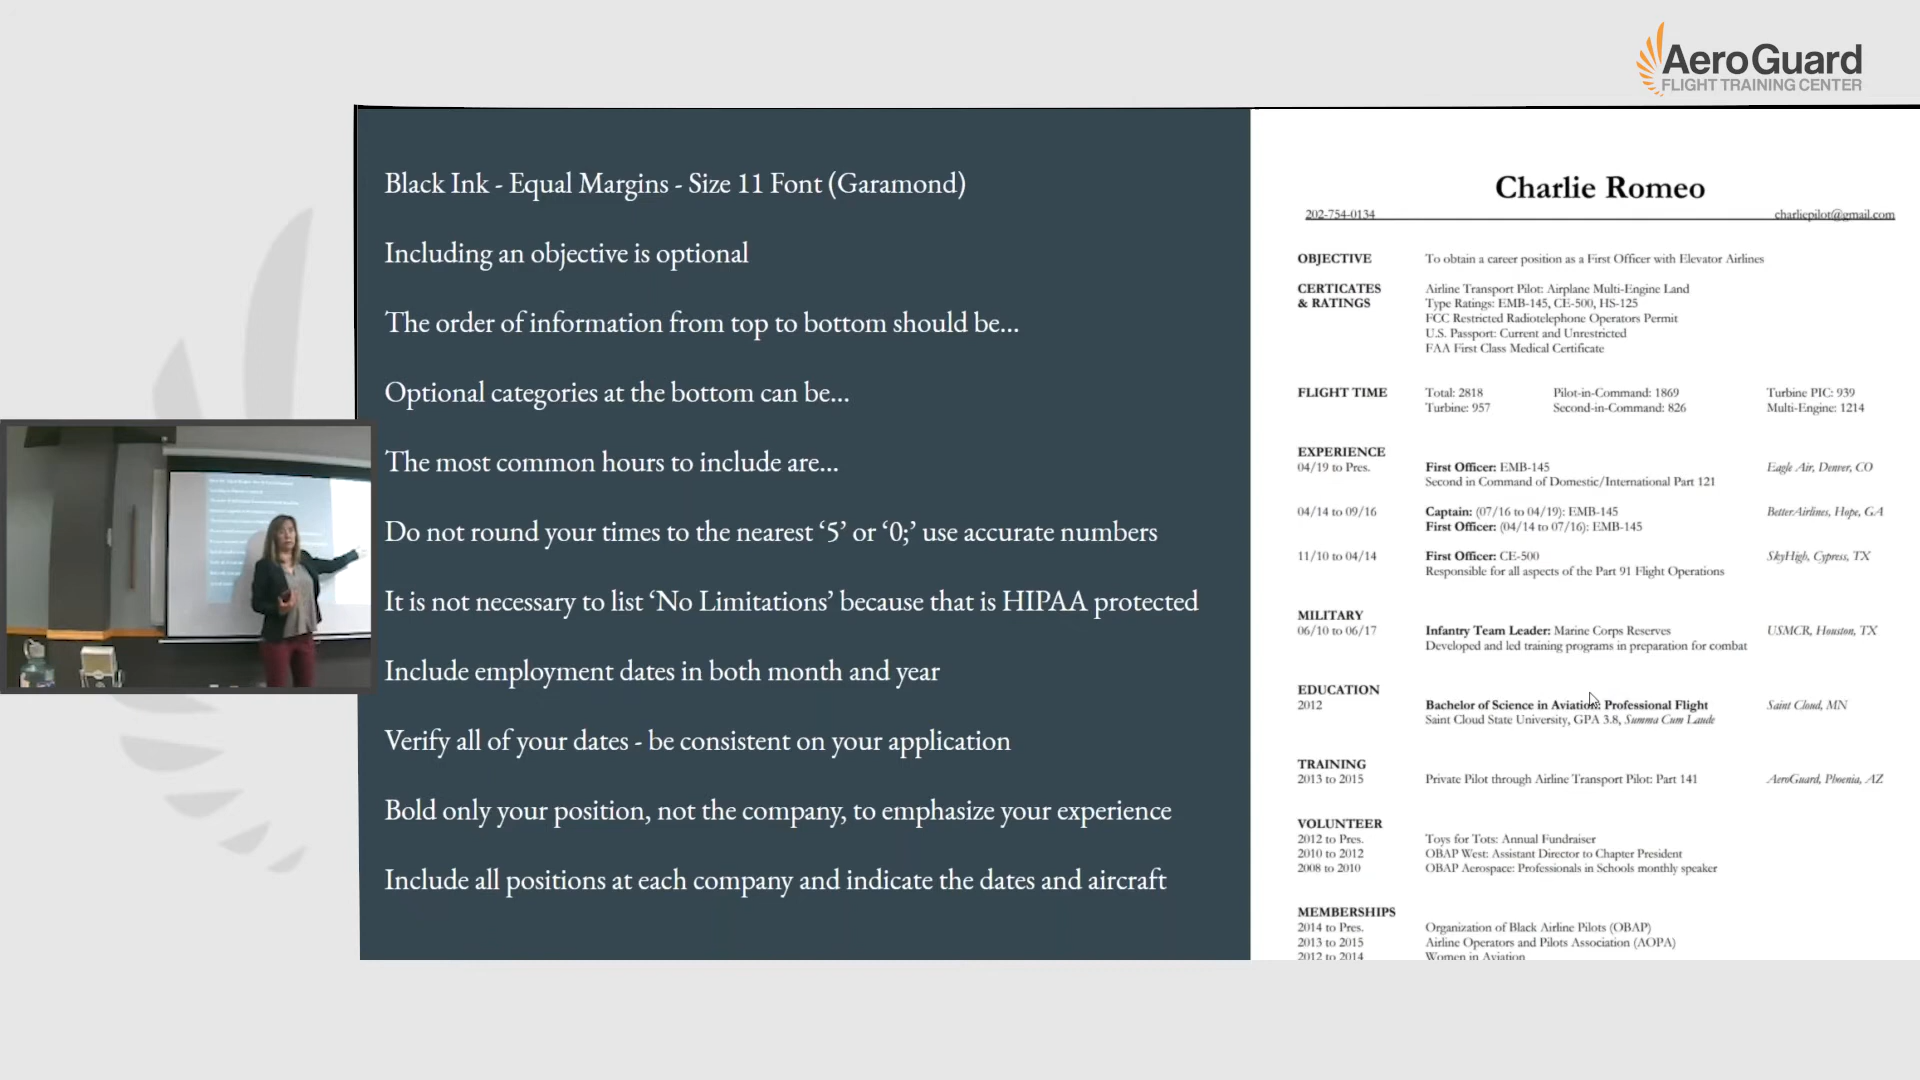 AeroGuard
FLIGHT TRAINING CENTER
Black Ink - Equal Margins - Size 11 Font (Garamond)
Including an objective is optional
The order of information from top to bottom should be...
Optional categories at the bottom can be...
The most common hours to include are...
Do not round your times to the nearest ‘5’ or ‘0;’ use accurate numbers
It is not necessary to list ‘No Limitations’ because that is HIPAA protected
Include employment dates in both month and year
Verify all of your dates - be consistent on your application
Bold only your position, not the company, to emphasize your experience
Include all positions at each company and indicate the dates and aircraft
Charlie Romeo
202-754-0134 charliepilot@gmail.com
OBJECTIVE To obtain a career position as a First Officer with Elevator Airlines
CERTICATES Airline Transport Pilot: Airplane Multi-Engine Land
& RATINGS Type Ratings: EMB-145, CE-500, HS-125
FCC Restricted Radiotelephone Operators Permit
U.S. Passport: Current and Unrestricted
FAA First Class Medical Certificate
FLIGHT TIME Total: 2818 Pilot-in-Command: 1869 Turbine PIC: 939
Turbine: 957 Second-in-Command: 826 Multi-Engine: 1214
EXPERIENCE
04/19 to Pres. First Officer: EMB-145 Eagle Air, Denver, CO
Second in Command of Domestic/International Part 121
04/14 to 09/16 Captain: (07/16 to 04/19): EMB-145 BetterAirlines, Hope, GA
First Officer: (04/14 to 07/16): EMB-145
11/10 to 04/14 First Officer: CE-500 SkyHigh, Cypress, TX
Responsible for all aspects of the Part 91 Flight Operations
MILITARY
06/10 to 06/17 Infantry Team Leader: Marine Corps Reserves USMCR, Houston, TX
Developed and led training programs in preparation for combat
EDUCATION
2012 Bachelor of Science in Aviation: Professional Flight Saint Cloud, MN
Saint Cloud State University, GPA 3.8, Summa Cum Laude
TRAINING
2013 to 2015 Private Pilot through Airline Transport Pilot: Part 141 AeroGuard, Phoenia, AZ
VOLUNTEER
2012 to Pres. Toys for Tots: Annual Fundraiser
2010 to 2012 OBAP West: Assistant Director to Chapter President
2008 to 2010 OBAP Aerospace: Professionals in Schools monthly speaker
MEMBERSHIPS
2014 to Pres. Organization of Black Airline Pilots (OBAP)
2013 to 2015 Airline Operators and Pilots Association (AOPA)
2012 to 2014 Women in Aviation